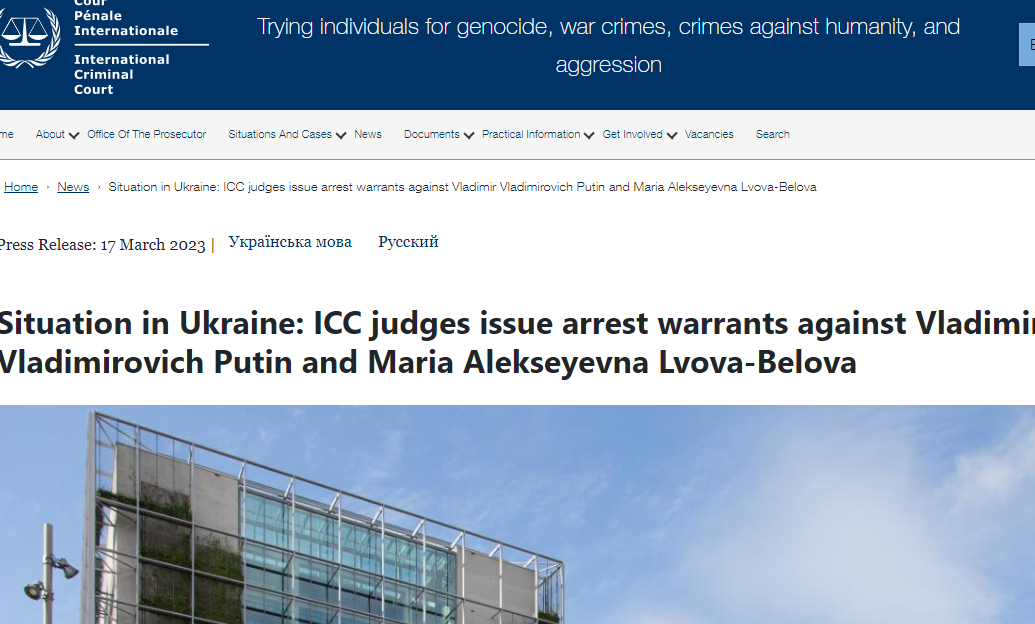 Cour
Pénale
Internationale
International
Criminal
Court
Trying individuals for genocide, war crimes, crimes against humanity, and
aggression
About Office Of The Prosecutor Situations And Cases News Documents Practical Information Get Involved Vacancies Search
Home › News › Situation in Ukraine: ICC judges issue arrest warrants against Vladimir Vladimirovich Putin and Maria Alekseyevna Lvova-Belova
Press Release: 17 March 2023 | Українська мова Русский
Situation in Ukraine: ICC judges issue arrest warrants against Vladimir
Vladimirovich Putin and Maria Alekseyevna Lvova-Belova